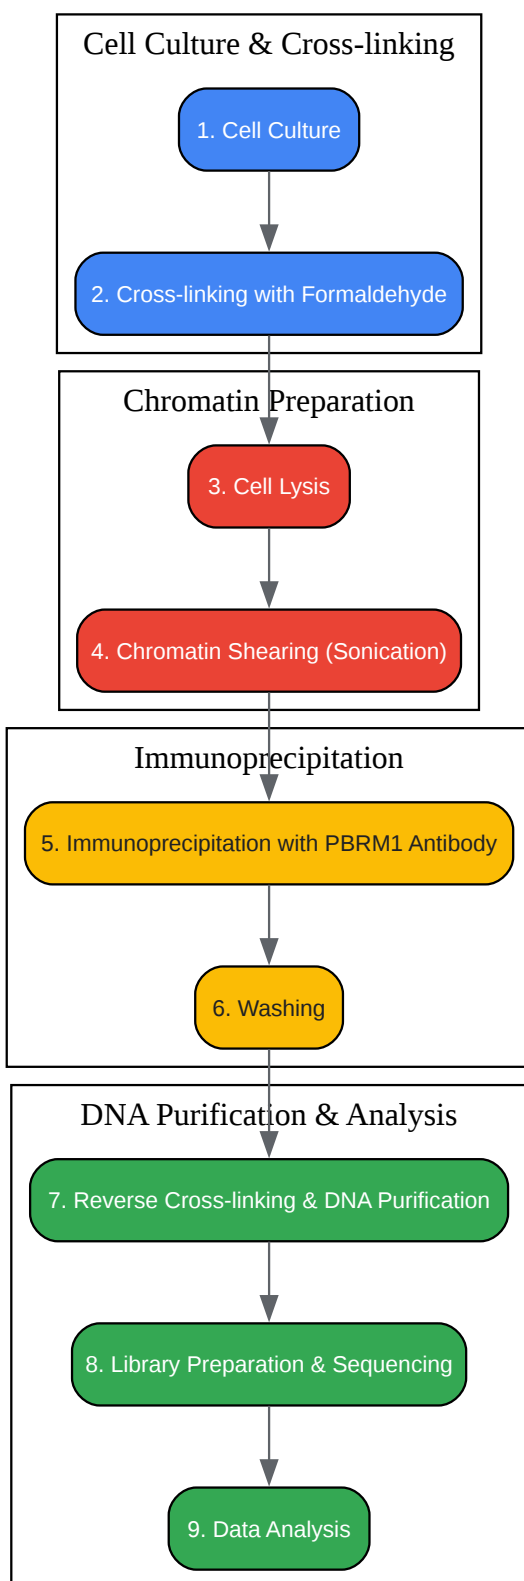 Cell Culture & Cross-linking
1. Cell Culture
2. Cross-linking with Formaldehyde
Chromatin Preparation
3. Cell Lysis
4. Chromatin Shearing (Sonication)
Immunoprecipitation
5. Immunoprecipitation with PBRM1 Antibody
6. Washing
DNA Purification & Analysis
7. Reverse Cross-linking & DNA Purification
8. Library Preparation & Sequencing
9. Data Analysis